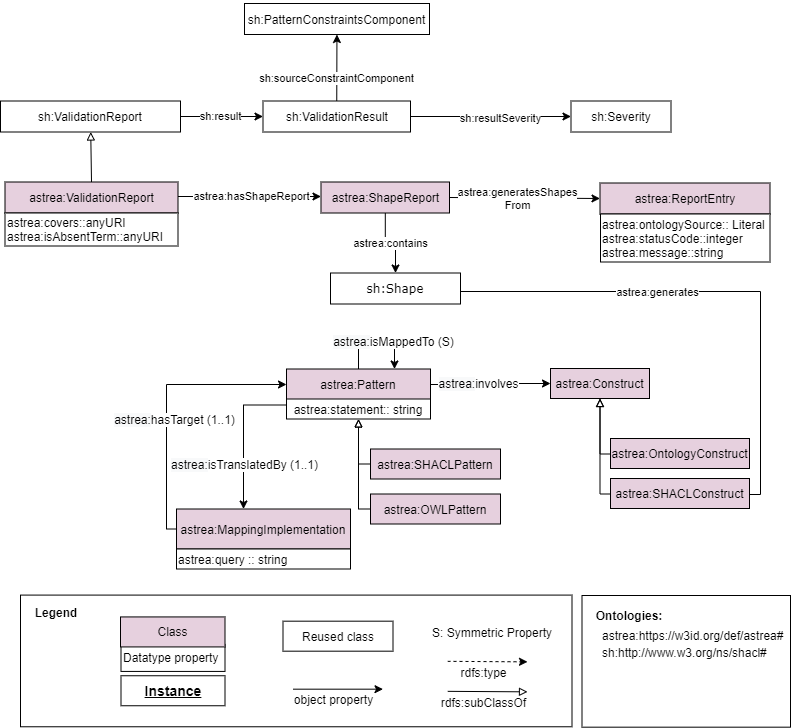 sh:PatternConstraintsComponent
sh:sourceConstraintComponent
sh:ValidationReport
sh:result
sh:ValidationResult
sh:resultSeverity
sh:Severity
astrea:ValidationReport
astrea:covers::anyURI
astrea:isAbsentTerm::anyURI
astrea:hasShapeReport
astrea:ShapeReport
astrea:generatesShapes
From
astrea:ReportEntry
astrea:ontologySource:: Literal
astrea:statusCode::integer
astrea:message::string
astrea:contains
sh:Shape
astrea:generates
astrea:isMappedTo (S)
astrea:Pattern
astrea:statement:: string
astrea:involves
astrea:Construct
astrea:hasTarget (1..1)
astrea:isTranslatedBy (1..1)
astrea:SHACLPattern
astrea:OWLPattern
astrea:OntologyConstruct
astrea:SHACLConstruct
astrea:MappingImplementation
astrea:query :: string
Legend
Class
Datatype property
Instance
Reused class
object property
S: Symmetric Property
rdfs:type
rdfs:subClassOf
Ontologies:
astrea:https://w3id.org/def/astrea#
sh:http://www.w3.org/ns/shacl#